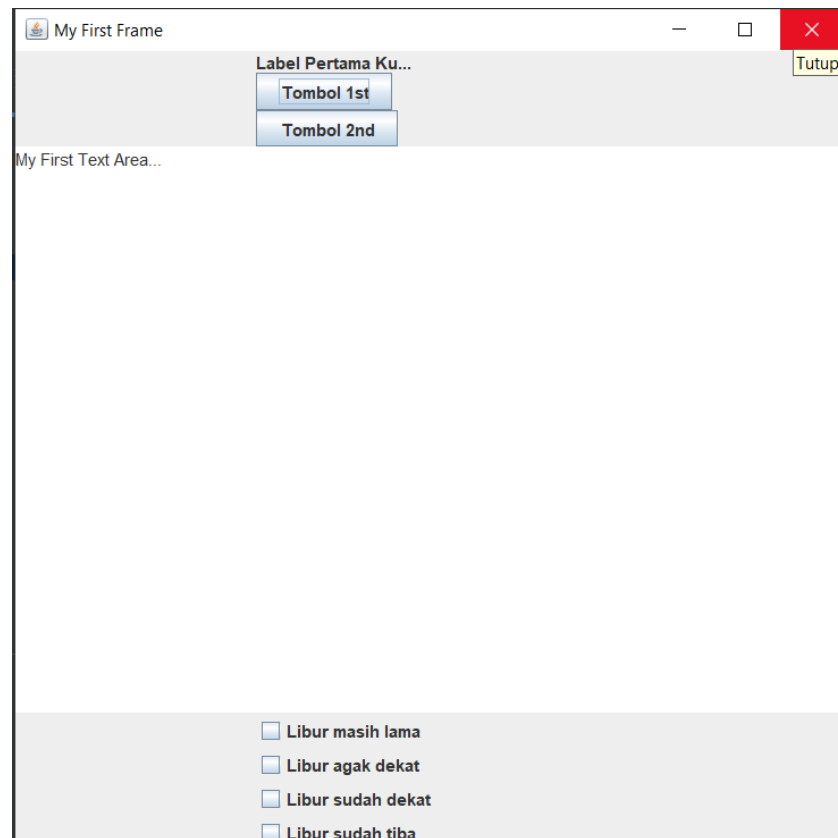 My First Frame
Tutup
Label Pertama Ku...
Tombol 1st
Tombol 2nd
My First Text Area...
Libur masih lama
Libur agak dekat
Libur sudah dekat
Libur sudah tiba